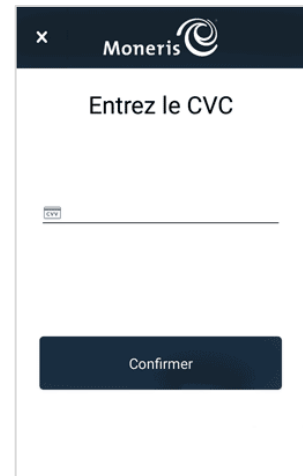 ×
Moneris
Entrez le CVC
CVV
Confirmer